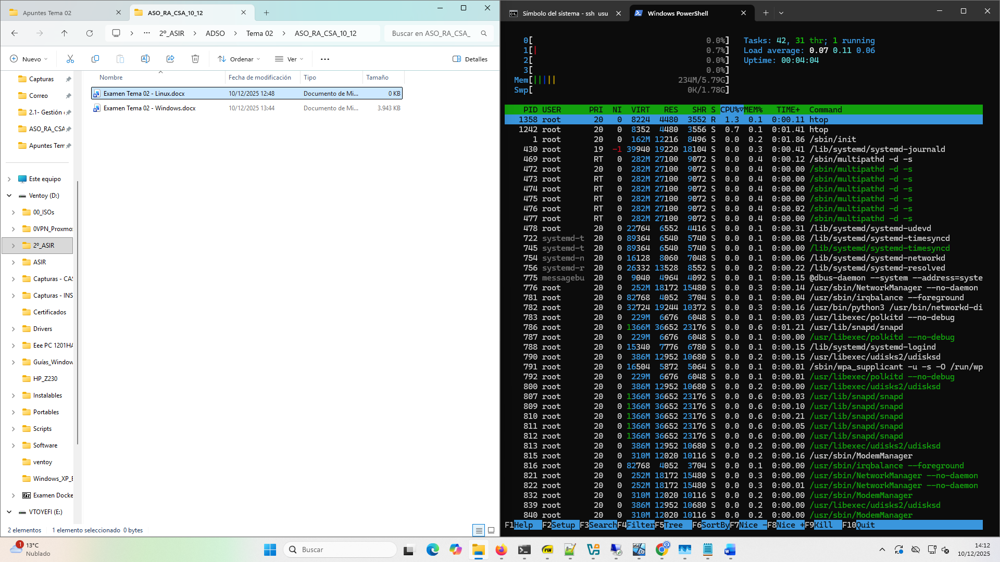 Apuntes Tema 02
ASO_RA_CSA_10_12
2º_ASIR
ADSO
Tema 02
ASO_RA_CSA_10_12
Buscar en ASO_RA_CSA_
Nuevo
Ordenar
Ver
Detalles
Nombre
Fecha de modificación
Tipo
Tamaño
Examen Tema 02 - Linux.docx 10/12/2025 12:48 Documento de Mi... 0 KB
Examen Tema 02 - Windows.docx 10/12/2025 13:44 Documento de Mi... 3.943 KB
Capturas
Correo
2.1- Gestión
ASO_RA_CSA
Apuntes Tem
Este equipo
Ventoy (D:)
00_ISOs
0VPN_Proxmo
2º_ASIR
ASIR
Capturas - CAS
Capturas - INS
Certificados
Drivers
Eee PC 1201HA
Guías_Window
HP_Z230
Instalables
Portables
Scripts
Software
ventoy
Windows_XP_E
Examen Docke
VTOYEFI (E:)
2 elementos
1 elemento seleccionado 0 bytes
Símbolo del sistema - ssh usu
Windows PowerShell
0[ 0.0%] Tasks: 42, 31 thr; 1 running
1[| 0.7%] Load average: 0.07 0.11 0.06
2[ 0.0%] Uptime: 00:04:04
3[ 0.0%]
Mem[||||| 234M/5.79G]
Swp[ 0K/1.78G]
PID USER PRI NI VIRT RES SHR S CPU%▽MEM% TIME+ Command
1358 root 20 0 8224 4480 3552 R 1.3 0.1 0:00.11 htop
1242 root 20 0 8352 4480 3556 S 0.7 0.1 0:01.41 htop
1 root 20 0 162M 12216 8496 S 0.0 0.2 0:01.86 /sbin/init
430 root 19 -1 39940 19220 18104 S 0.0 0.3 0:00.41 /lib/systemd/systemd-journald
469 root RT 0 282M 27100 9072 S 0.0 0.4 0:00.12 /sbin/multipathd -d -s
472 root 20 0 282M 27100 9072 S 0.0 0.4 0:00.00 /sbin/multipathd -d -s
473 root RT 0 282M 27100 9072 S 0.0 0.4 0:00.00 /sbin/multipathd -d -s
474 root RT 0 282M 27100 9072 S 0.0 0.4 0:00.00 /sbin/multipathd -d -s
475 root RT 0 282M 27100 9072 S 0.0 0.4 0:00.00 /sbin/multipathd -d -s
476 root RT 0 282M 27100 9072 S 0.0 0.4 0:00.02 /sbin/multipathd -d -s
477 root RT 0 282M 27100 9072 S 0.0 0.4 0:00.00 /sbin/multipathd -d -s
478 root 20 0 22764 6552 4416 S 0.0 0.1 0:00.31 /lib/systemd/systemd-udevd
722 systemd-t 20 0 89364 6540 5740 S 0.0 0.1 0:00.08 /lib/systemd/systemd-timesyncd
745 systemd-t 20 0 89364 6540 5740 S 0.0 0.1 0:00.00 /lib/systemd/systemd-timesyncd
754 systemd-n 20 0 16128 8060 7048 S 0.0 0.1 0:00.06 /lib/systemd/systemd-networkd
756 systemd-r 20 0 26332 13528 8552 S 0.0 0.2 0:00.22 /lib/systemd/systemd-resolved
775 messagebu 20 0 9040 4964 4092 S 0.0 0.1 0:00.15 @dbus-daemon --system --address=syste
776 root 20 0 252M 18172 15480 S 0.0 0.3 0:00.14 /usr/sbin/NetworkManager --no-daemon
781 root 20 0 82768 4052 3704 S 0.0 0.1 0:00.04 /usr/sbin/irqbalance --foreground
782 root 20 0 32724 19244 10372 S 0.0 0.3 0:00.16 /usr/bin/python3 /usr/bin/networkd-di
783 root 20 0 229M 6676 6048 S 0.0 0.1 0:00.03 /usr/libexec/polkitd --no-debug
786 root 20 0 1366M 36652 23176 S 0.0 0.6 0:01.21 /usr/lib/snapd/snapd
787 root 20 0 229M 6676 6048 S 0.0 0.1 0:00.00 /usr/libexec/polkitd --no-debug
788 root 20 0 15340 7776 6780 S 0.0 0.1 0:00.15 /lib/systemd/systemd-logind
790 root 20 0 386M 12952 10680 S 0.0 0.2 0:00.15 /usr/libexec/udisks2/udisksd
791 root 20 0 16504 5872 5064 S 0.0 0.1 0:00.01 /sbin/wpa_supplicant -u -s -O /run/wp
792 root 20 0 229M 6676 6048 S 0.0 0.1 0:00.01 /usr/libexec/polkitd --no-debug
800 root 20 0 386M 12952 10680 S 0.0 0.2 0:00.00 /usr/libexec/udisks2/udisksd
807 root 20 0 1366M 36652 23176 S 0.0 0.6 0:00.03 /usr/lib/snapd/snapd
809 root 20 0 1366M 36652 23176 S 0.0 0.6 0:00.10 /usr/lib/snapd/snapd
810 root 20 0 1366M 36652 23176 S 0.0 0.6 0:00.21 /usr/lib/snapd/snapd
811 root 20 0 1366M 36652 23176 S 0.0 0.6 0:00.05 /usr/lib/snapd/snapd
812 root 20 0 1366M 36652 23176 S 0.0 0.6 0:00.00 /usr/lib/snapd/snapd
813 root 20 0 386M 12952 10680 S 0.0 0.2 0:00.00 /usr/libexec/udisks2/udisksd
815 root 20 0 310M 12020 10116 S 0.0 0.2 0:00.16 /usr/sbin/ModemManager
816 root 20 0 82768 4052 3704 S 0.0 0.1 0:00.00 /usr/sbin/irqbalance --foreground
821 root 20 0 252M 18172 15480 S 0.0 0.3 0:00.00 /usr/sbin/NetworkManager --no-daemon
822 root 20 0 252M 18172 15480 S 0.0 0.3 0:00.01 /usr/sbin/NetworkManager --no-daemon
832 root 20 0 310M 12020 10116 S 0.0 0.2 0:00.00 /usr/sbin/ModemManager
839 root 20 0 386M 12952 10680 S 0.0 0.2 0:00.00 /usr/libexec/udisks2/udisksd
840 root 20 0 310M 12020 10116 S 0.0 0.2 0:00.00 /usr/sbin/ModemManager
F1Help F2Setup F3SearchF4FilterF5Tree F6SortByF7Nice -F8Nice +F9Kill F10Quit
1
13°C
Nublado
Buscar
PDF
14:12
10/12/2025